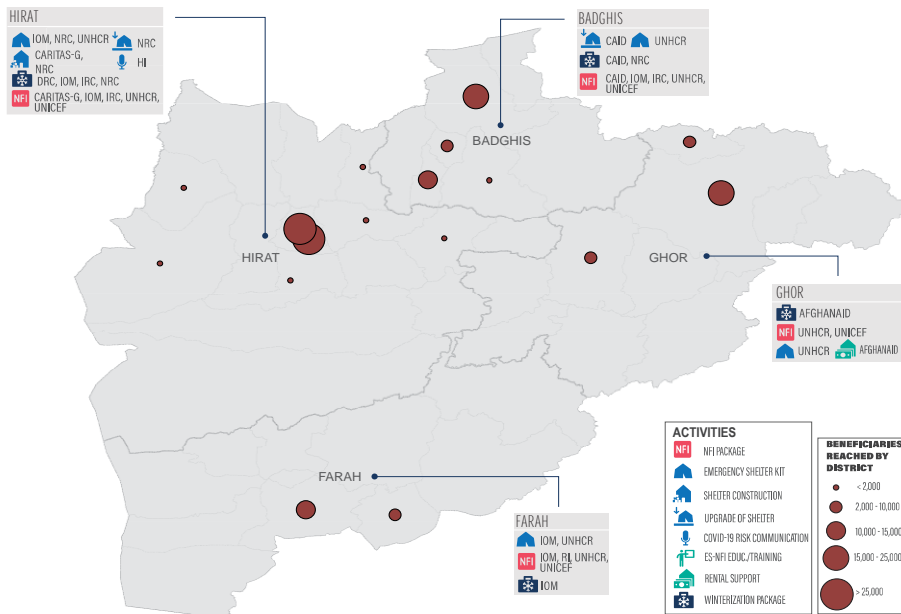 HIRAT
IOM, NRC, UNHCR
NRC
CARITAS-G,
NRC
HI
DRC, IOM, IRC, NRC
NFI
CARITAS-G, IOM, IRC, UNHCR,
UNICEF
BADGHIS
CAID
UNHCR
CAID, NRC
NFI
CAID, IOM, IRC, UNHCR,
UNICEF
BADGHIS
HIRAT
GHOR
GHOR
AFGHANAID
NFI
UNHCR, UNICEF
UNHCR
AFGHANAID
FARAH
FARAH
IOM, UNHCR
NFI
IOM, RI, UNHCR,
UNICEF
IOM
ACTIVITIES
NFI
NFI PACKAGE
EMERGENCY SHELTER KIT
SHELTER CONSTRUCTION
UPGRADE OF SHELTER
COVID-19 RISK COMMUNICATION
ES-NFI EDUC./TRAINING
RENTAL SUPPORT
WINTERIZATION PACKAGE
BENEFICIARIES
REACHED BY
DISTRICT
< 2,000
2,000 - 10,000
10,000 - 15,000
15,000 - 25,000
> 25,000